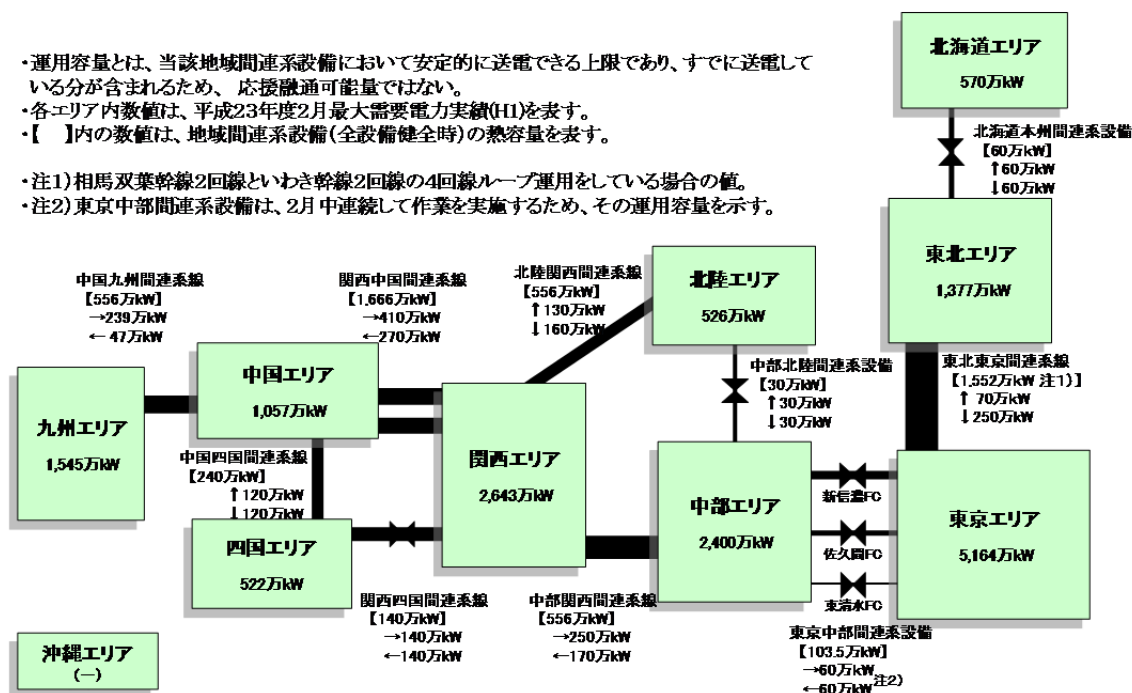 ・運用容量とは、当該地域間連系設備において安定的に送電できる上限であり、すでに送電して
いる分が含まれるため、 応援融通可能量ではない。
・各エリア内数値は、平成23年度2月最大需要電力実績(H1)を表す。
・【　】内の数値は、地域間連系設備(全設備健全時)の熱容量を表す。
・注1)相馬双葉幹線2回線といわき幹線2回線の4回線ループ運用をしている場合の値。
・注2)東京中部間連系設備は、2月中連続して作業を実施するため、その運用容量を示す。
北海道エリア
570万kW
北海道本州間連系設備
【60万kW】
↑60万kW
↓60万kW
東北エリア
1,377万kW
東北東京間連系線
【1,552万kW 注1)】
↑ 70万kW
↓250万kW
中国九州間連系線
【556万kW】
→239万kW
← 47万kW
関西中国間連系線
【1,666万kW】
→410万kW
←270万kW
北陸関西間連系線
【556万kW】
↑130万kW
↓160万kW
北陸エリア
526万kW
中部北陸間連系設備
【30万kW】
↑30万kW
↓30万kW
九州エリア
1,545万kW
中国エリア
1,057万kW
中国四国間連系線
【240万kW】
↑120万kW
↓120万kW
四国エリア
522万kW
関西エリア
2,643万kW
関西四国間連系線
【140万kW】
→140万kW
←140万kW
中部関西間連系線
【556万kW】
→250万kW
←170万kW
中部エリア
2,400万kW
新信濃FC
佐久間FC
東清水FC
東京エリア
5,164万kW
東京中部間連系設備
【103.5万kW】
→60万kW
←60万kW注2)
沖縄エリア
(－)